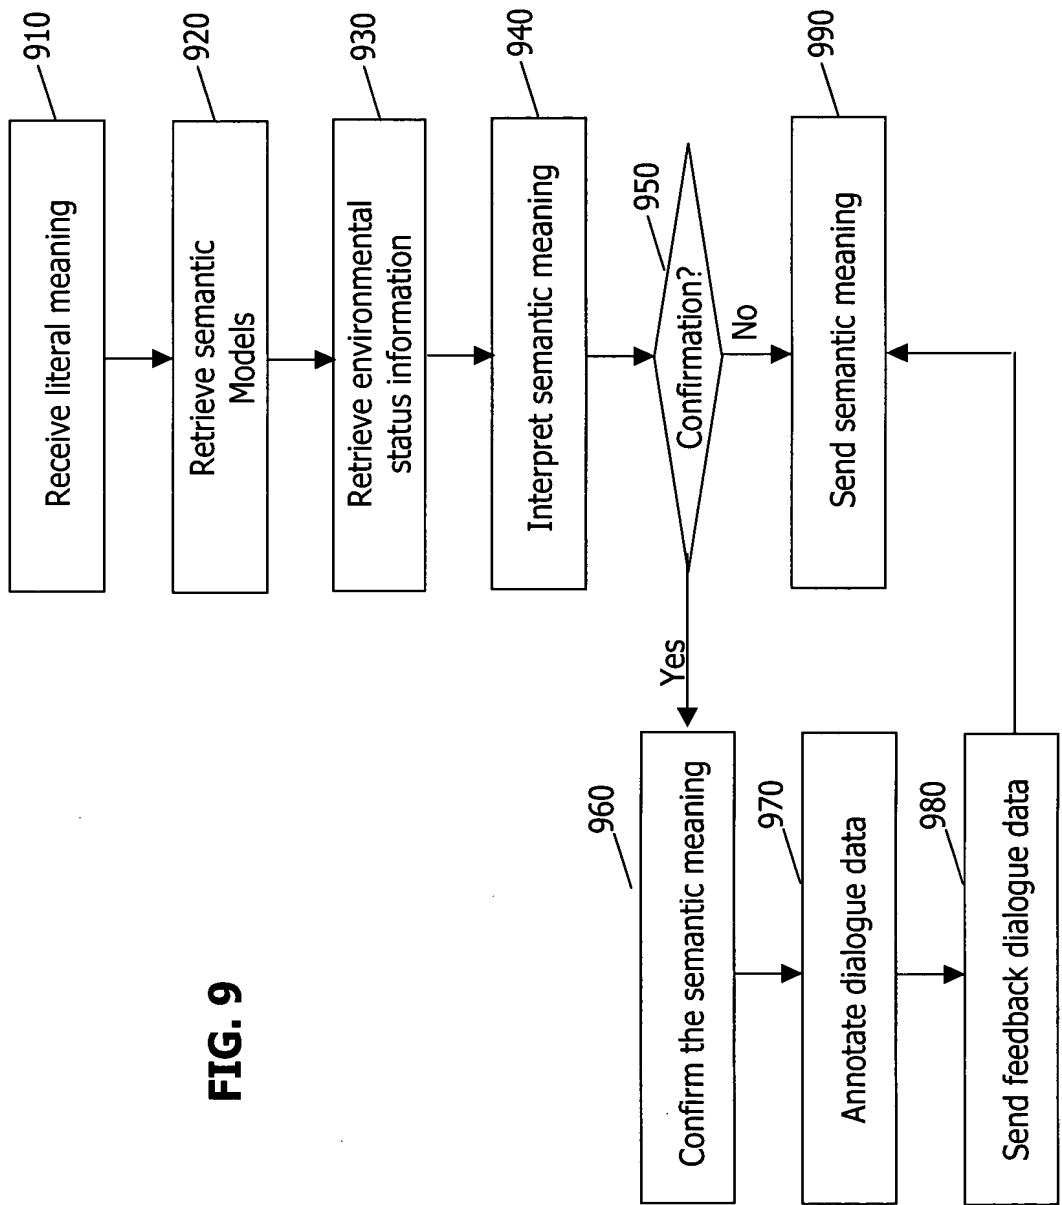 910
Receive literal meaning
920
Retrieve semantic
Models
930
Retrieve environmental
status information
940
Interpret semantic meaning
950
Confirmation?
Yes
No
960
Confirm the semantic meaning
970
Annotate dialogue data
980
Send feedback dialogue data
990
Send semantic meaning
FIG. 9